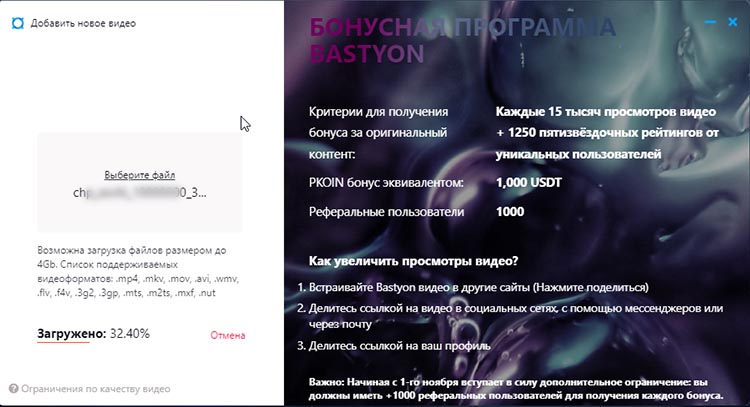 Добавить новое видео
Выберите файл
_3...
Возможна загрузка файлов размером до
4Gb. Список поддерживаемых
видеоформатов: .mp4, .mkv, .mov, .avi, .wmv,
.flv, .f4v, .3g2, .3gp, .mts, .m2ts, .mxf, .nut
Загружено: 32.40%
Отмена
Ограничения по качеству видео
БОНУСНАЯ ПРОГРАММА
BASTYON
Критерии для получения
бонуса за оригинальный
контент:
Каждые 15 тысяч просмотров видео
+ 1250 пятизвёздочных рейтингов от
уникальных пользователей
PKOIN бонус эквивалентом:
1,000 USDT
Реферальные пользователи
1000
Как увеличить просмотры видео?
1. Встраивайте Bastyon видео в другие сайты (Нажмите поделиться)
2. Делитесь ссылкой на видео в социальных сетях, с помощью мессенджеров или
через почту
3. Делитесь ссылкой на ваш профиль
Важно: Начиная с 1-го ноября вступает в силу дополнительное ограничение: вы
должны иметь +1000 реферальных пользователей для получения каждого бонуса.